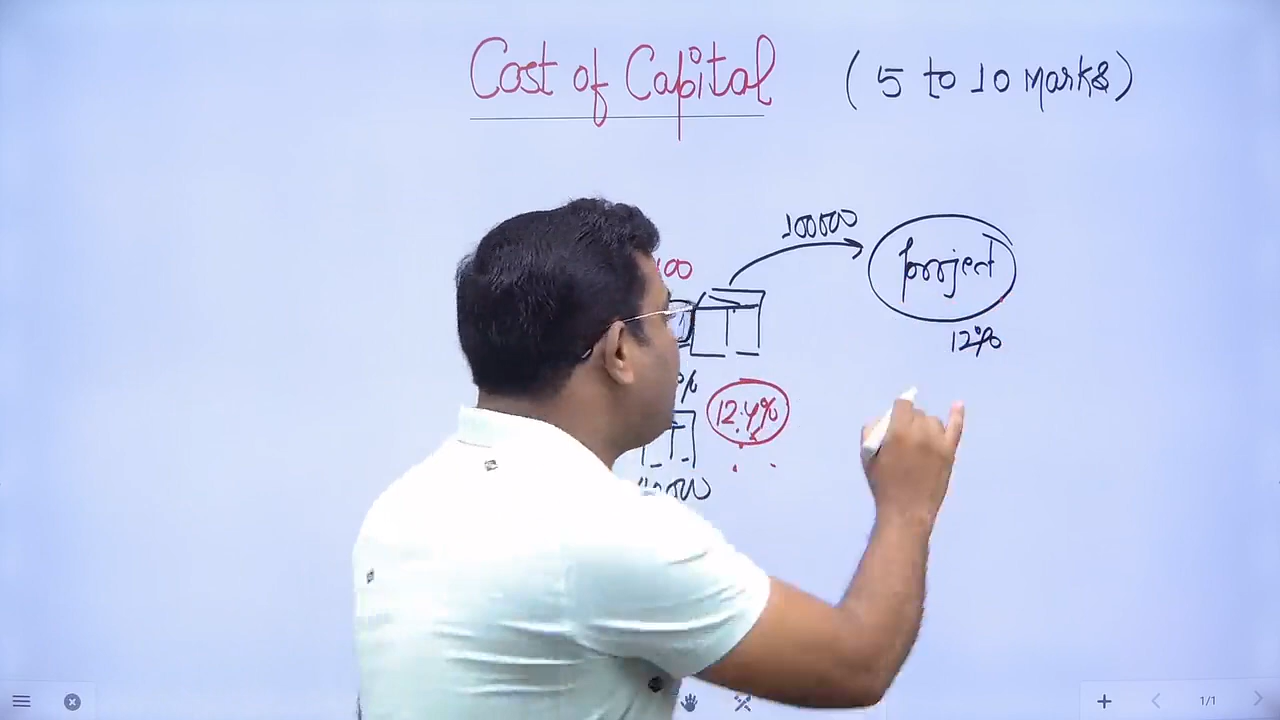 Cost of Capital (5 to 10 marks)
100000
project
12%
12.4%
1/1